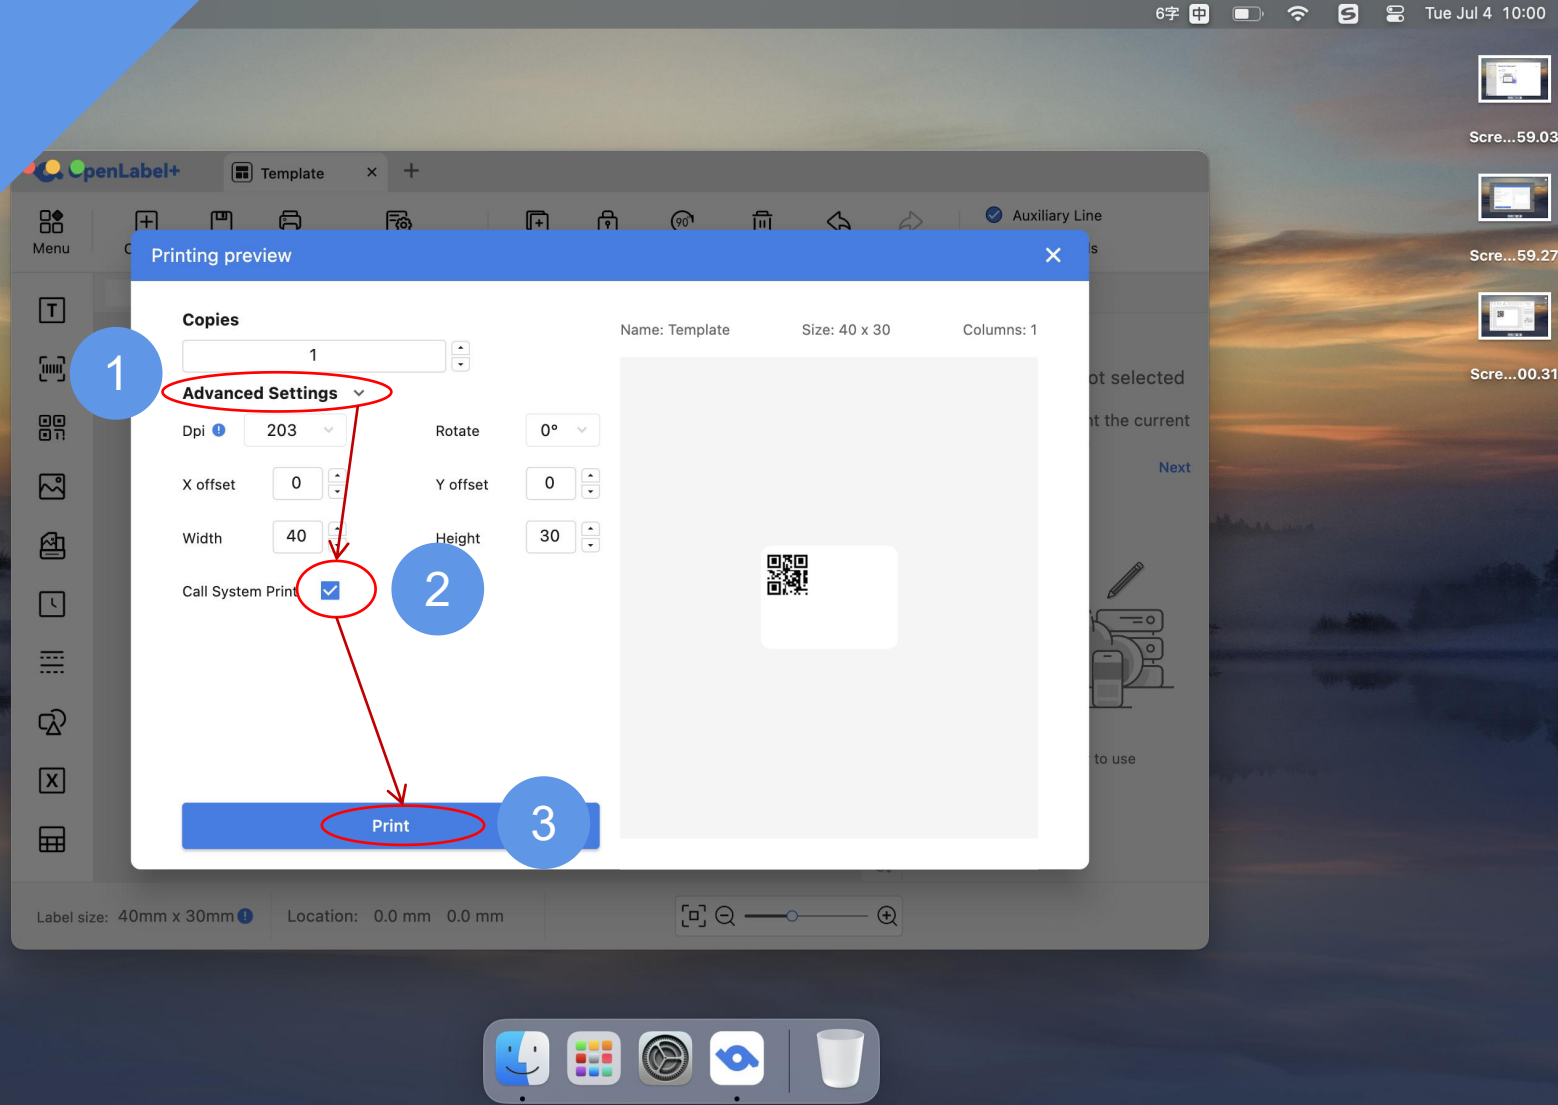 6字 中 Tue Jul 4 10:00
Scre...59.03
Scre...59.27
Scre...00.31
OpenLabel+
Template
Menu
90°
Auxiliary Line
Printing preview
Copies
1
Advanced Settings
Dpi 203
Rotate 0°
X offset 0
Y offset 0
Width 40
Height 30
Call System Print
Print
1
2
3
Name: Template Size: 40 x 30 Columns: 1
ot selected
nt the current
Next
to use
Label size: 40mm x 30mm
Location: 0.0 mm 0.0 mm